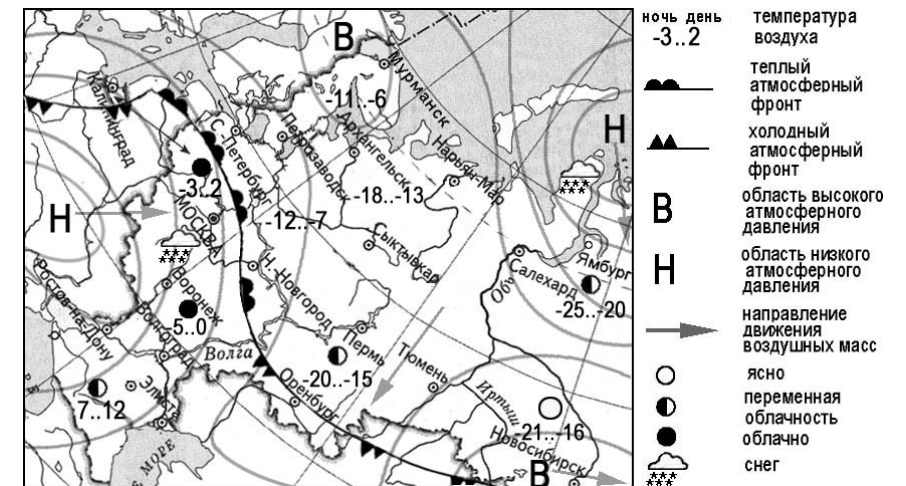 В
Мурманск
-11..-6
Калининград
С.Петербург
Петрозаводск
Архангельск
Нарьян-Мар
Н
-3..2
-18..-13
Н
МОСКВА
-12..-7
Сыктывкар
Н.Новгород
Салехард
Ямбург
Обь
-25..-20
Ростов-на-Дону
Воронеж
-5..0
Волгоград
Волга
Пермь
Тюмень
-20..-15
Оренбург
Иртыш
Элиста
7..12
-21..-16
Новосибирск
В
МОРЕ
ночь день
-3..2
температура
воздуха
теплый
атмосферный
фронт
холодный
атмосферный
фронт
В
область высокого
атмосферного
давления
Н
область низкого
атмосферного
давления
направление
движения
воздушных масс
ясно
переменная
облачность
облачно
снег